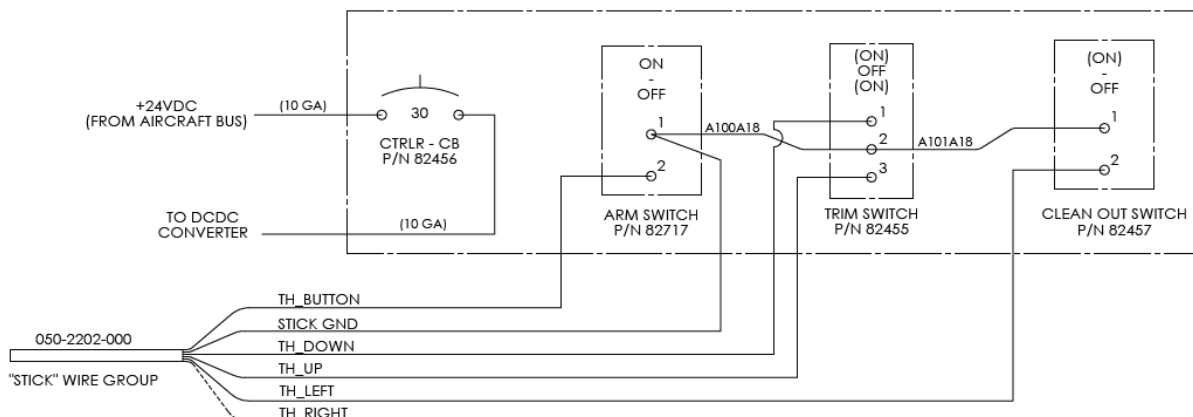 ON
-
OFF
(ON)
OFF
(ON)
(ON)
-
OFF
+24VDC
(FROM AIRCRAFT BUS)
(10 GA)
30
CTRLR - CB
P/N 82456
1
2
A100A18
1
2
3
A101A18
1
2
TO DCDC
CONVERTER
(10 GA)
ARM SWITCH
P/N 82717
TRIM SWITCH
P/N 82455
CLEAN OUT SWITCH
P/N 82457
050-2202-000
"STICK" WIRE GROUP
TH_BUTTON
STICK GND
TH_DOWN
TH_UP
TH_LEFT
TH_RIGHT